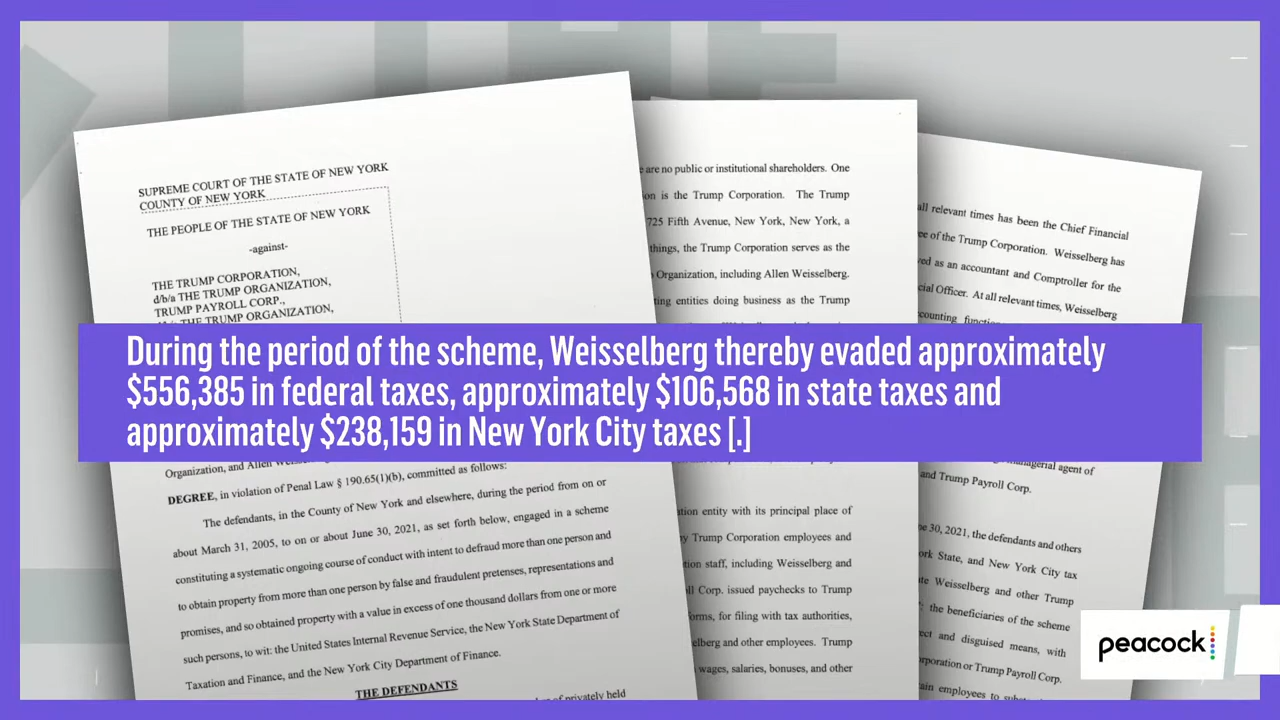 SUPREME COURT OF THE STATE OF NEW YORK
COUNTY OF NEW YORK
THE PEOPLE OF THE STATE OF NEW YORK
-against-
THE TRUMP CORPORATION,
d/b/a THE TRUMP ORGANIZATION,
TRUMP PAYROLL CORP.,
THE TRUMP ORGANIZATION,
During the period of the scheme, Weisselberg thereby evaded approximately
$556,385 in federal taxes, approximately $106,568 in state taxes and
approximately $238,159 in New York City taxes [.]
Organization, and Allen
DEGREE, in violation of Penal Law § 190.65(1)(b), committed as follows:
The defendants, in the County of New York and elsewhere, during the period from on or
about March 31, 2005, to on or about June 30, 2021, as set forth below, engaged in a scheme
constituting a systematic ongoing course of conduct with intent to defraud more than one person and
to obtain property from more than one person by false and fraudulent pretenses, representations and
promises, and so obtained property with a value in excess of one thousand dollars from one or more
such persons, to wit: the United States Internal Revenue Service, the New York State Department of
Taxation and Finance, and the New York City Department of Finance.
THE DEFENDANTS
of privately held
are no public or institutional shareholders. One
is the Trump Corporation. The Trump
725 Fifth Avenue, New York, New York, a
things, the Trump Corporation serves as the
Organization, including Allen Weisselberg.
entities doing business as the Trump
entity with its principal place of
Trump Corporation employees and
staff, including Weisselberg and
Corp. issued paychecks to Trump
for filing with tax authorities,
and other employees. Trump
wages, salaries, bonuses, and other
all relevant times has been the Chief Financial
of the Trump Corporation. Weisselberg has
as an accountant and Comptroller for the
Officer. At all relevant times, Weisselberg
managerial agent of
and Trump Payroll Corp.
30, 2021, the defendants and others
State, and New York City tax
Weisselberg and other Trump
the beneficiaries of the scheme
and disguised means, with
or Trump Payroll Corp.
employees to
peacock